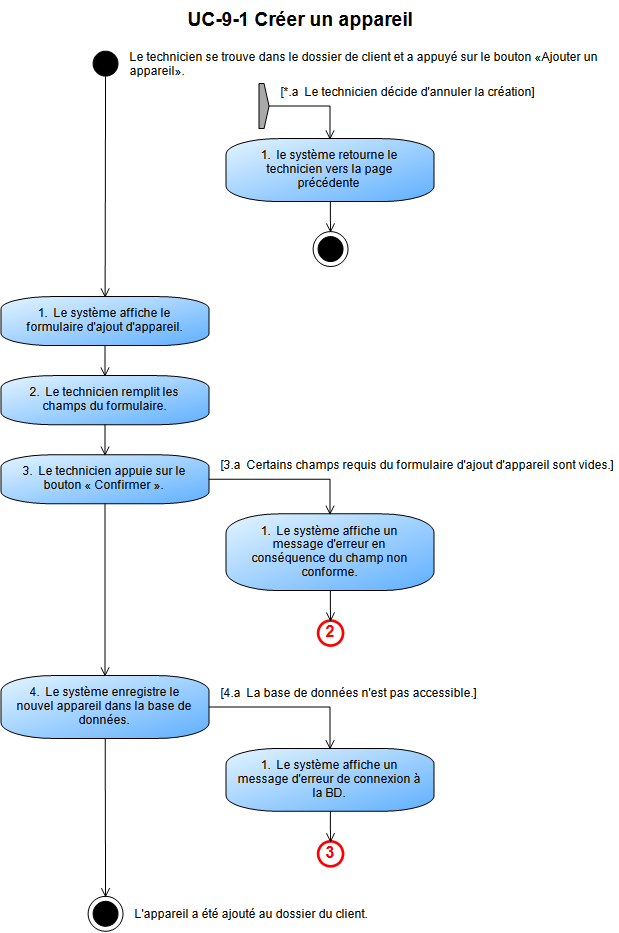 UC-9-1 Créer un appareil
Le technicien se trouve dans le dossier de client et a appuyé sur le bouton «Ajouter un
appareil».
[*.a  Le technicien décide d'annuler la création]
1.  le système retourne le
technicien vers la page
précédente
1.  Le système affiche le
formulaire d'ajout d'appareil.
2.  Le technicien remplit les
champs du formulaire.
3.  Le technicien appuie sur le
bouton « Confirmer ».
[3.a  Certains champs requis du formulaire d'ajout d'appareil sont vides.]
1.  Le système affiche un
message d'erreur en
conséquence du champ non
conforme.
2
4.  Le système enregistre le
nouvel appareil dans la base de
données.
[4.a  La base de données n'est pas accessible.]
1.  Le système affiche un
message d'erreur de connexion à
la BD.
3
L'appareil a été ajouté au dossier du client.